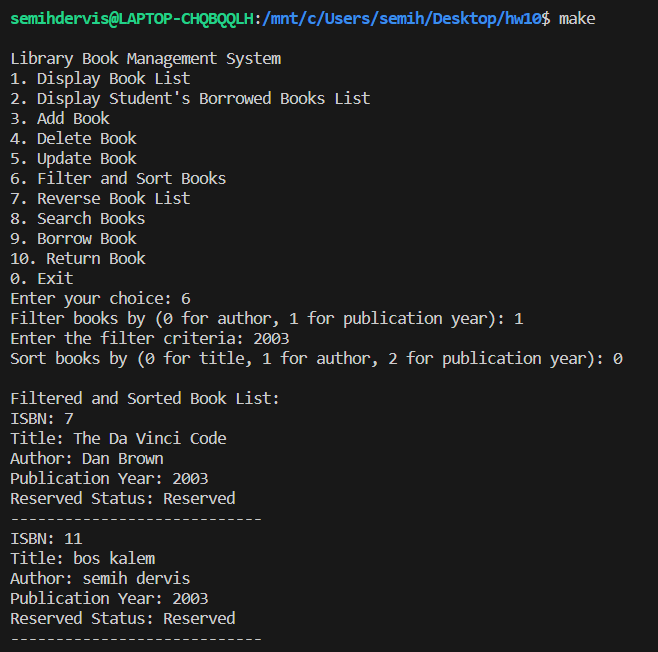 semihdervis@LAPTOP-CHQBQQLH:/mnt/c/Users/semih/Desktop/hw10$ make
Library Book Management System
1. Display Book List
2. Display Student's Borrowed Books List
3. Add Book
4. Delete Book
5. Update Book
6. Filter and Sort Books
7. Reverse Book List
8. Search Books
9. Borrow Book
10. Return Book
0. Exit
Enter your choice: 6
Filter books by (0 for author, 1 for publication year): 1
Enter the filter criteria: 2003
Sort books by (0 for title, 1 for author, 2 for publication year): 0
Filtered and Sorted Book List:
ISBN: 7
Title: The Da Vinci Code
Author: Dan Brown
Publication Year: 2003
Reserved Status: Reserved
----------------------------
ISBN: 11
Title: bos kalem
Author: semih dervis
Publication Year: 2003
Reserved Status: Reserved
----------------------------